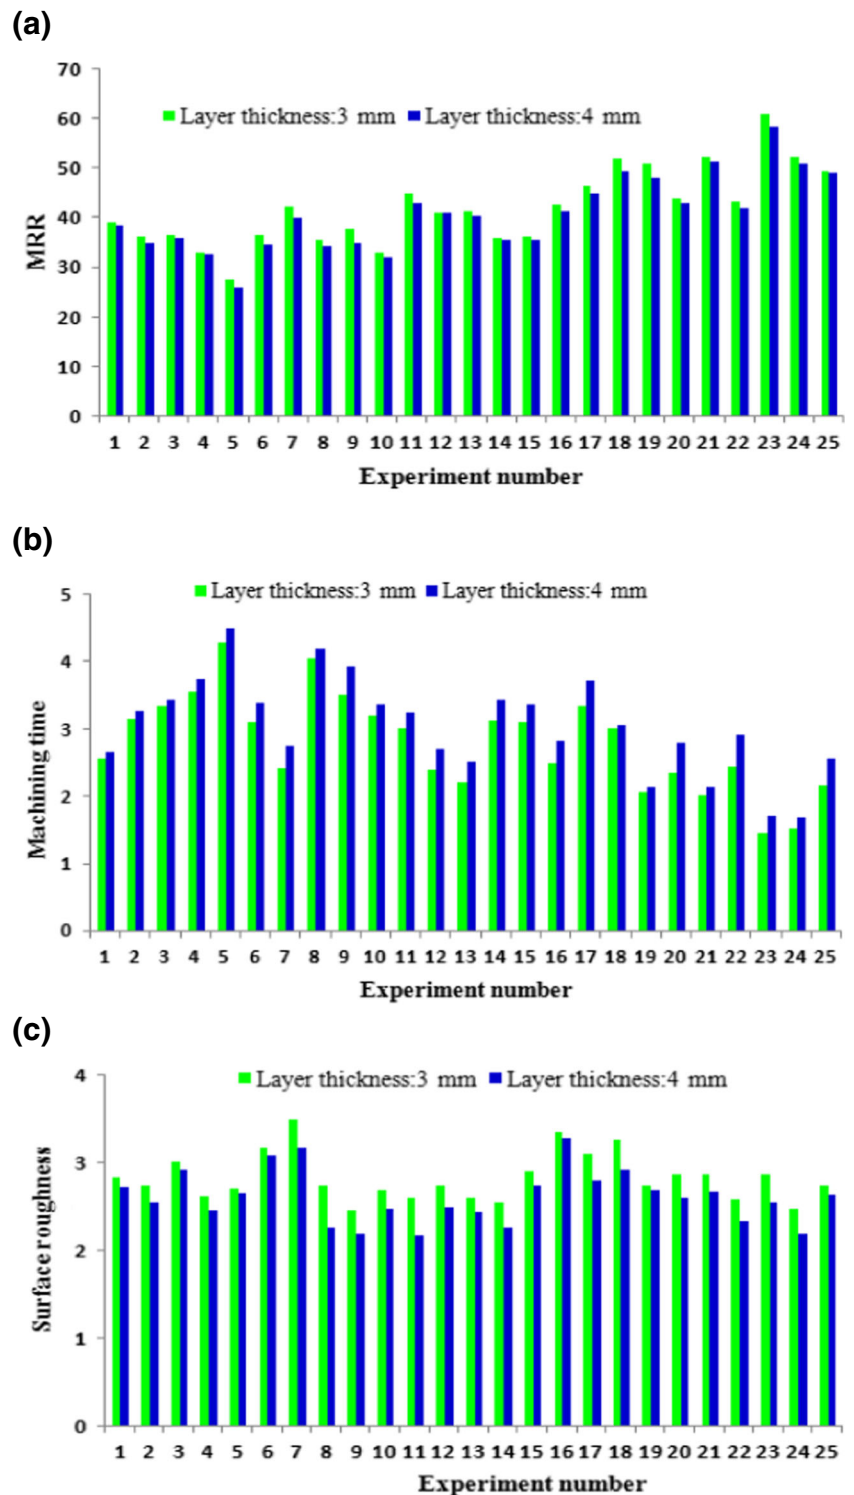 (a)
70
60
50
40
30
20
10
0
MRR
Layer thickness:3 mm Layer thickness:4 mm
1 2 3 4 5 6 7 8 9 10 11 12 13 14 15 16 17 18 19 20 21 22 23 24 25
Experiment number
(b)
5
4
3
2
1
0
Machining time
Layer thickness:3 mm Layer thickness:4 mm
1 2 3 4 5 6 7 8 9 10 11 12 13 14 15 16 17 18 19 20 21 22 23 24 25
Experiment number
(c)
4
3
2
1
0
Surface roughness
Layer thickness:3 mm Layer thickness:4 mm
1 2 3 4 5 6 7 8 9 10 11 12 13 14 15 16 17 18 19 20 21 22 23 24 25
Experiment number